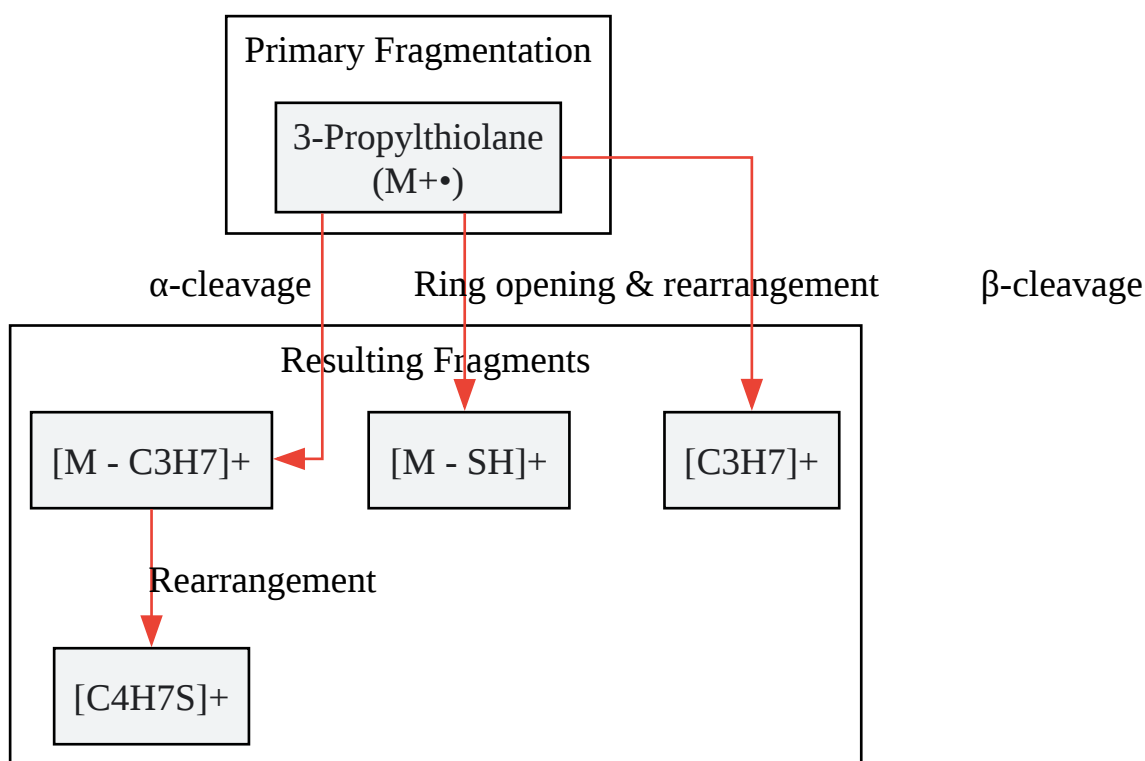 Primary Fragmentation
3-Propylthiolane
(M+•)
α-cleavage
Ring opening & rearrangement
β-cleavage
Resulting Fragments
[M - C3H7]+
[M - SH]+
[C3H7]+
Rearrangement
[C4H7S]+